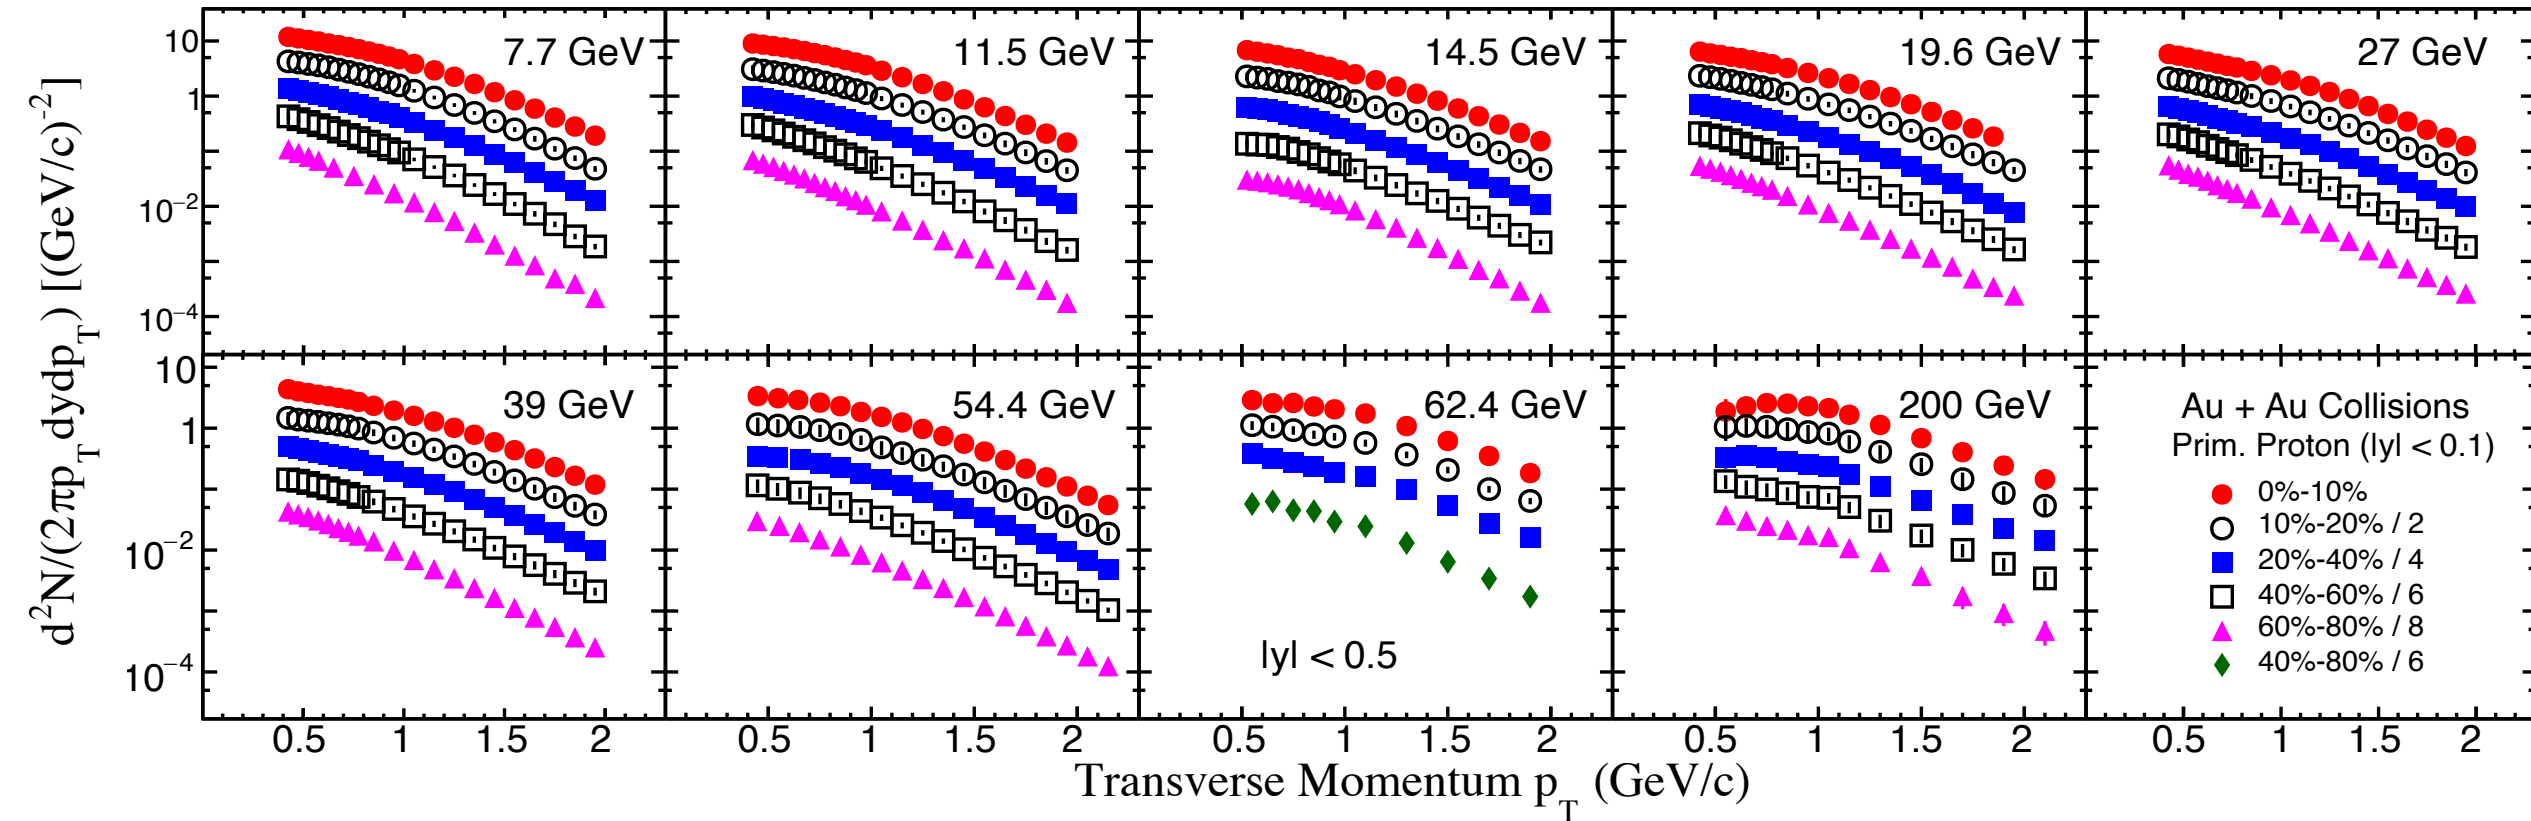 d²N/(2πp_T dydp_T) [(GeV/c)⁻²]
10
1
10⁻²
10⁻⁴
7.7 GeV
11.5 GeV
14.5 GeV
19.6 GeV
27 GeV
10
1
10⁻²
10⁻⁴
39 GeV
54.4 GeV
62.4 GeV
|y| < 0.5
200 GeV
Au + Au Collisions
Prim. Proton (|y| < 0.1)
0%-10%
10%-20% / 2
20%-40% / 4
40%-60% / 6
60%-80% / 8
40%-80% / 6
0.5 1 1.5 2 0.5 1 1.5 2 0.5 1 1.5 2 0.5 1 1.5 2 0.5 1 1.5 2
Transverse Momentum p_T (GeV/c)